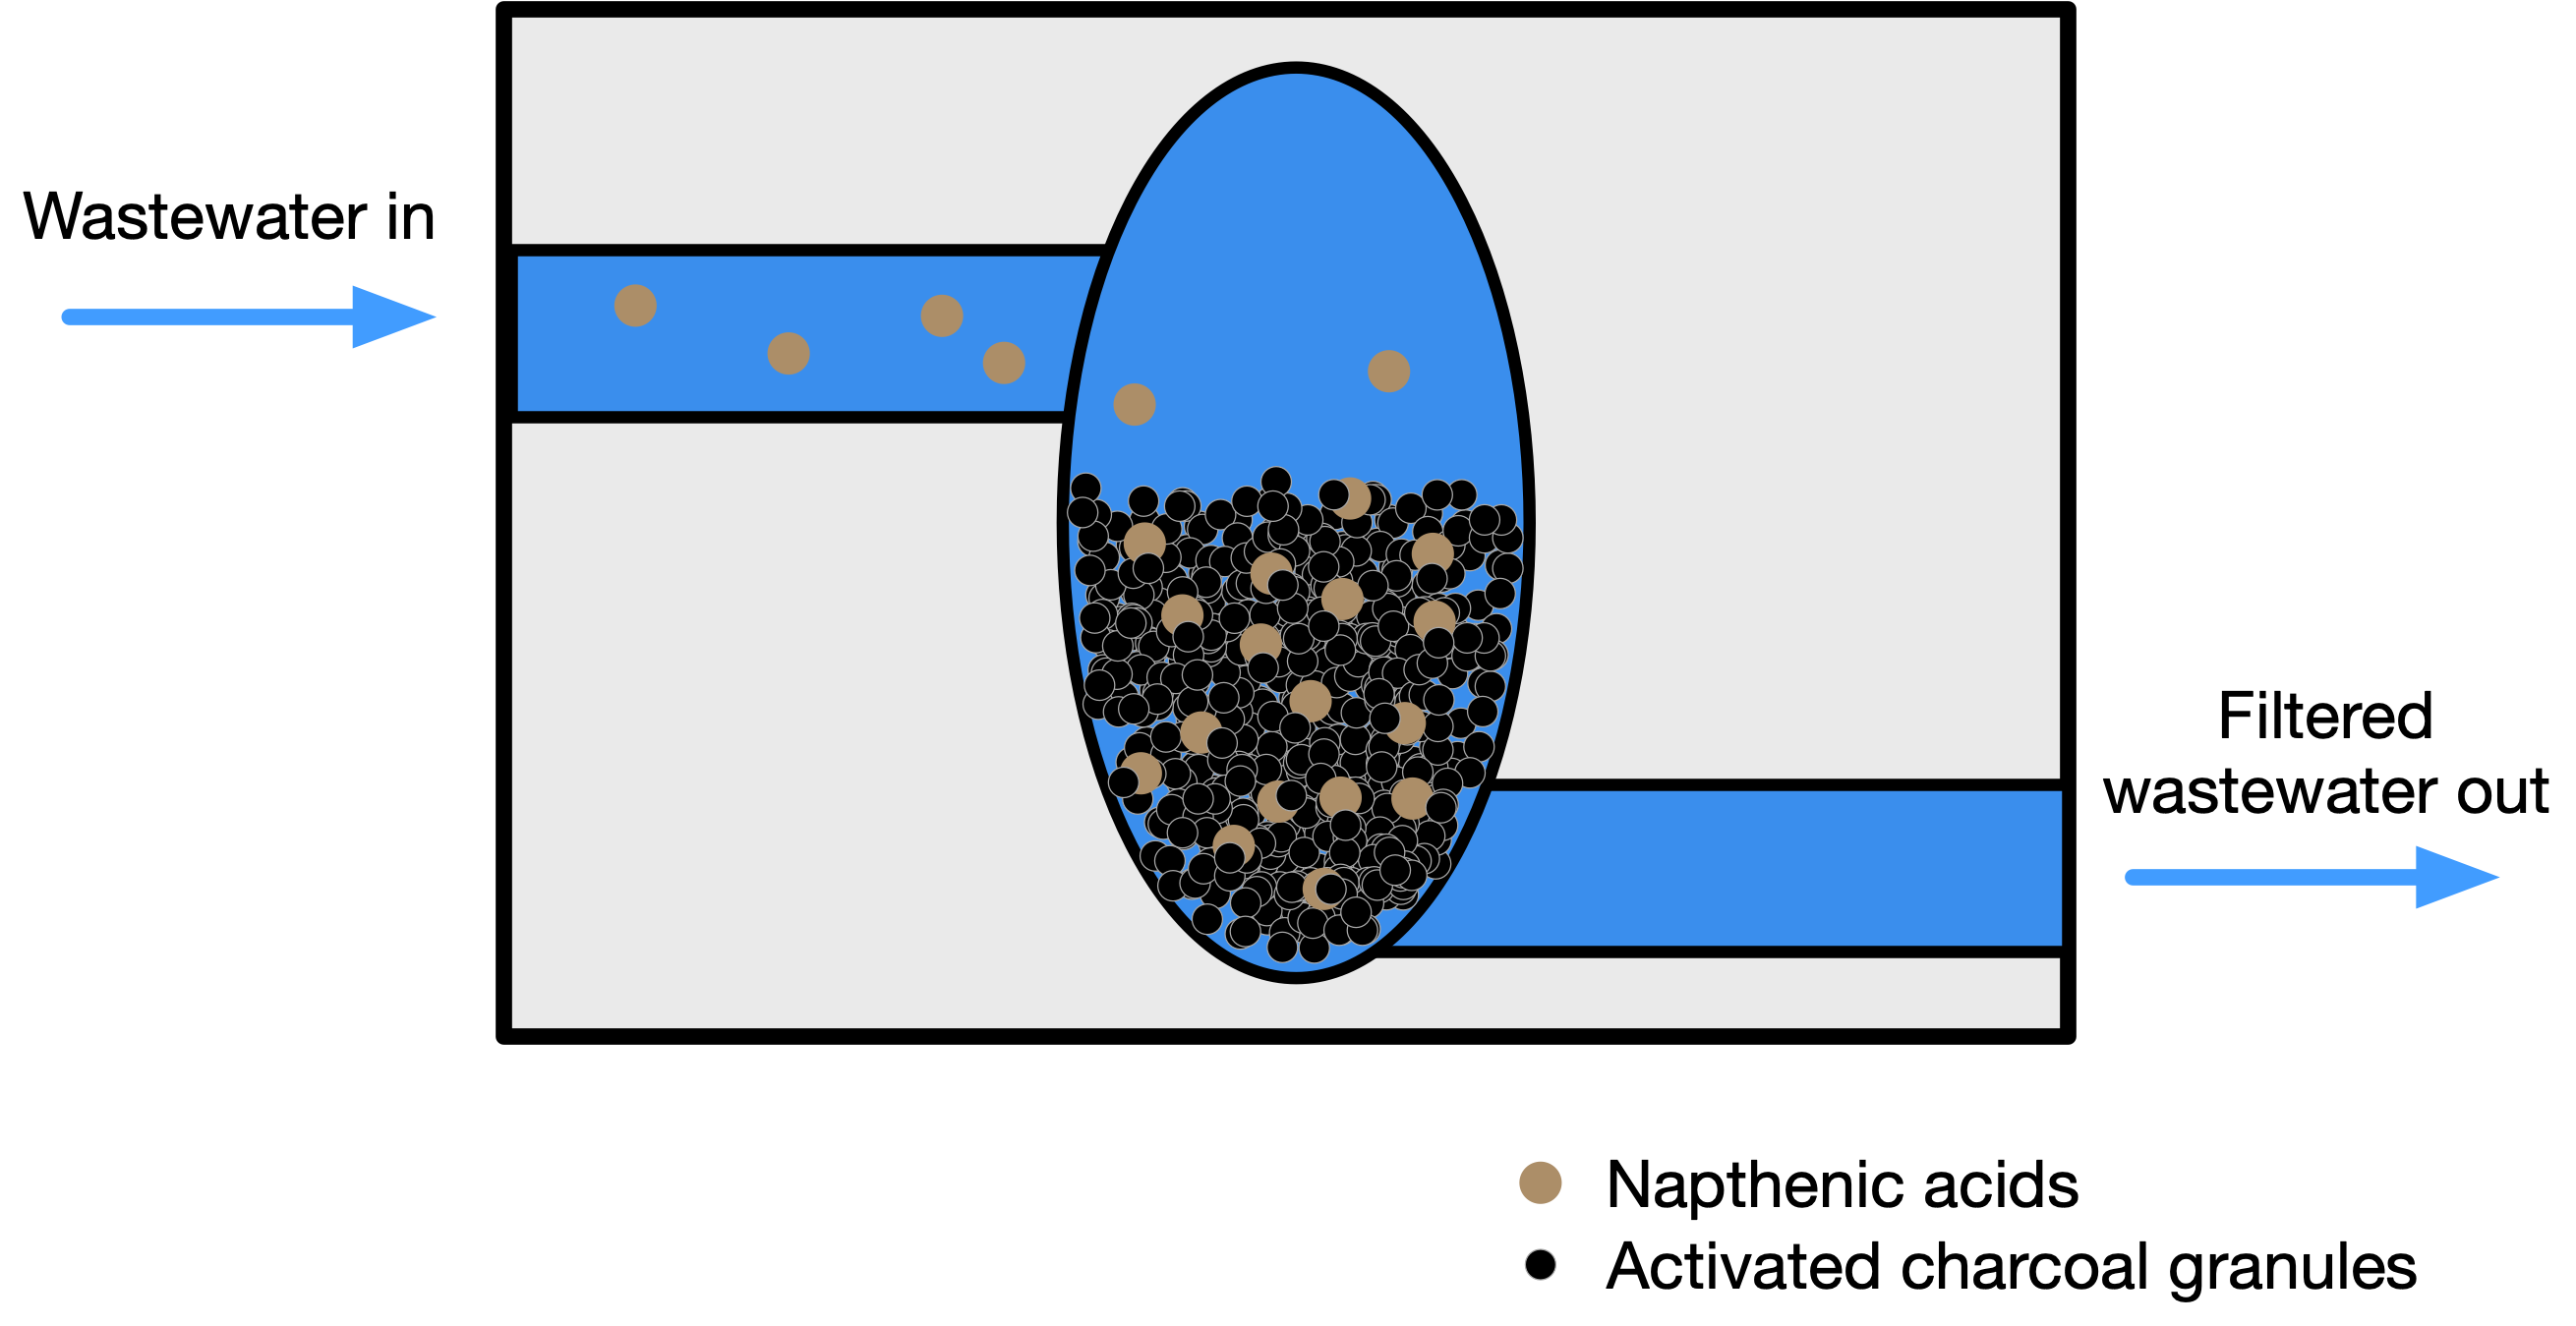 Wastewater in
Filtered
wastewater out
Napthenic acids
Activated charcoal granules